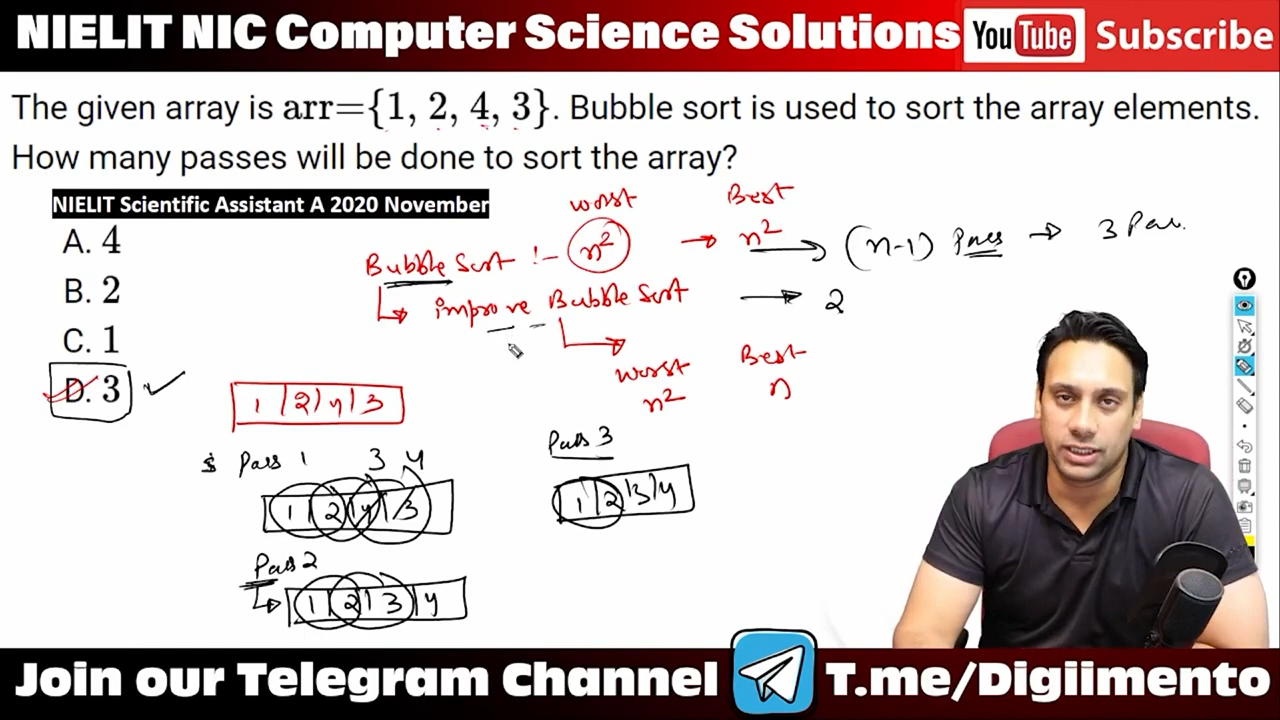 NIELIT NIC Computer Science Solutions YouTube Subscribe
The given array is arr={1, 2, 4, 3}. Bubble sort is used to sort the array elements.
How many passes will be done to sort the array?
NIELIT Scientific Assistant A 2020 November
A. 4
B. 2
C. 1
D. 3
worst Best
Bubble Sort !- n² → n² → (n-1) Pass → 3 Pass
improve Bubble Sort → 2
worst Best
n² n
1 2 4 3
Pass 1 3 4
1 2 4 3
Pass 2
1 2 3 4
Pass 3
1 2 3 4
Join our Telegram Channel T.me/Digiimento